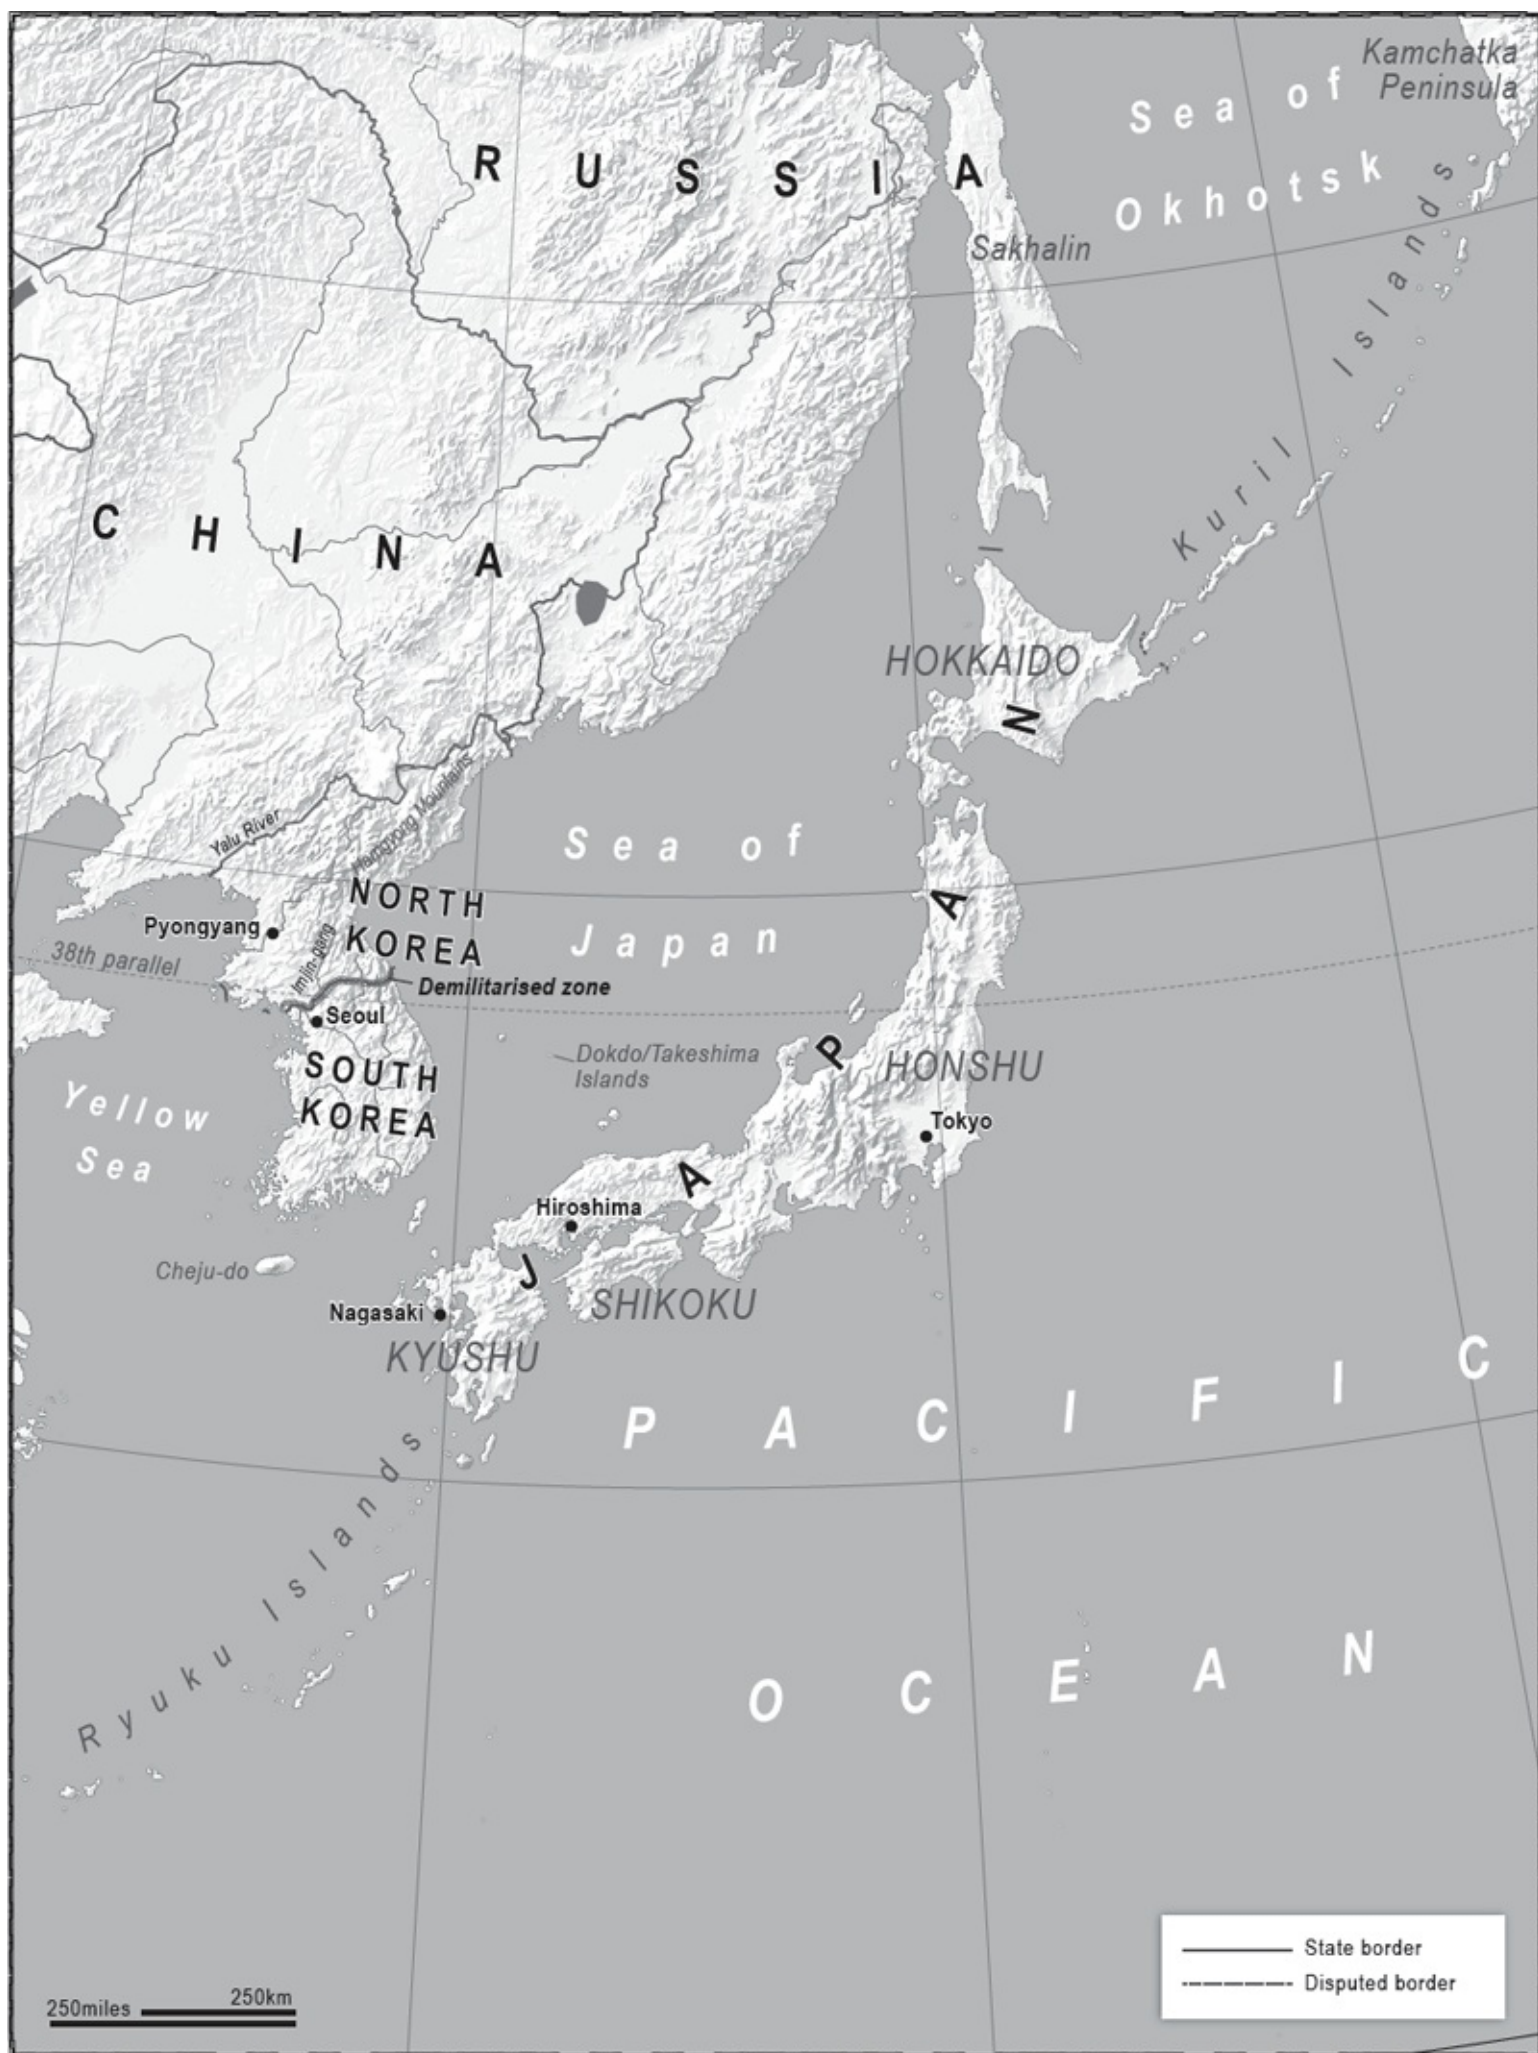 Kamchatka
Peninsula
Sea of
Okhotsk
RUSSIA
Sakhalin
Kuril Islands
CHINA
HOKKAIDO
Yalu River
Hamgyong Mountains
Sea of
Japan
NORTH
KOREA
Pyongyang
38th parallel
Imjin-gang
Demilitarised zone
Seoul
SOUTH
KOREA
Dokdo/Takeshima
Islands
JAPAN
HONSHU
Tokyo
Yellow
Sea
Hiroshima
Cheju-do
SHIKOKU
Nagasaki
KYUSHU
PACIFIC
OCEAN
Ryuku Islands
State border
Disputed border
250km
250miles